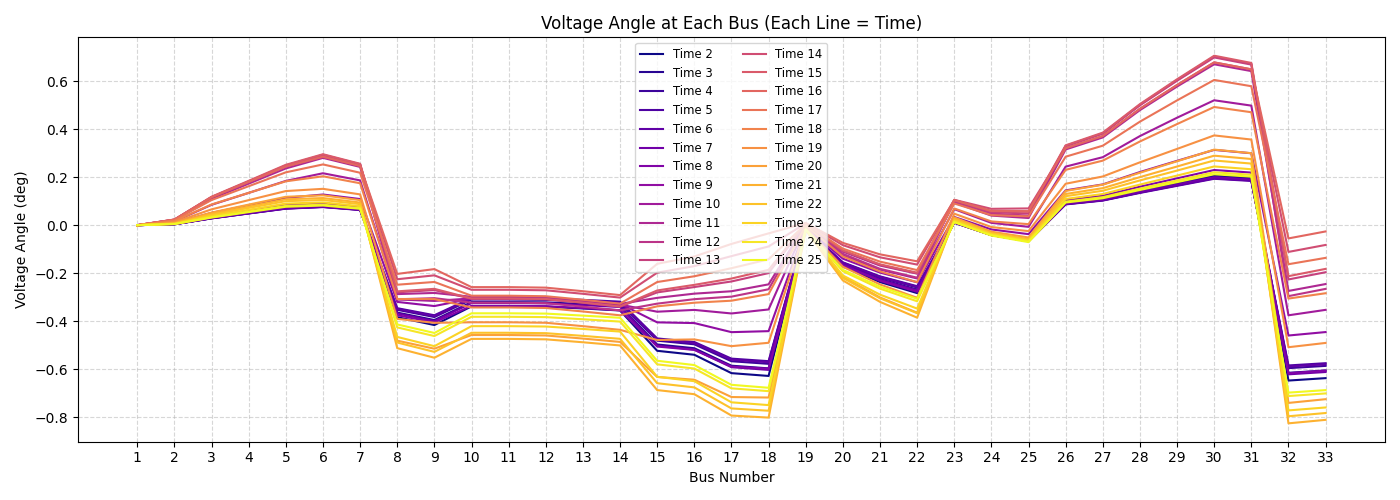 Voltage Angle at Each Bus (Each Line = Time)
Voltage Angle (deg)
0.6
0.4
0.2
0.0
−0.2
−0.4
−0.6
−0.8
Time 2
Time 3
Time 4
Time 5
Time 6
Time 7
Time 8
Time 9
Time 10
Time 11
Time 12
Time 13
Time 14
Time 15
Time 16
Time 17
Time 18
Time 19
Time 20
Time 21
Time 22
Time 23
Time 24
Time 25
1 2 3 4 5 6 7 8 9 10 11 12 13 14 15 16 17 18 19 20 21 22 23 24 25 26 27 28 29 30 31 32 33
Bus Number